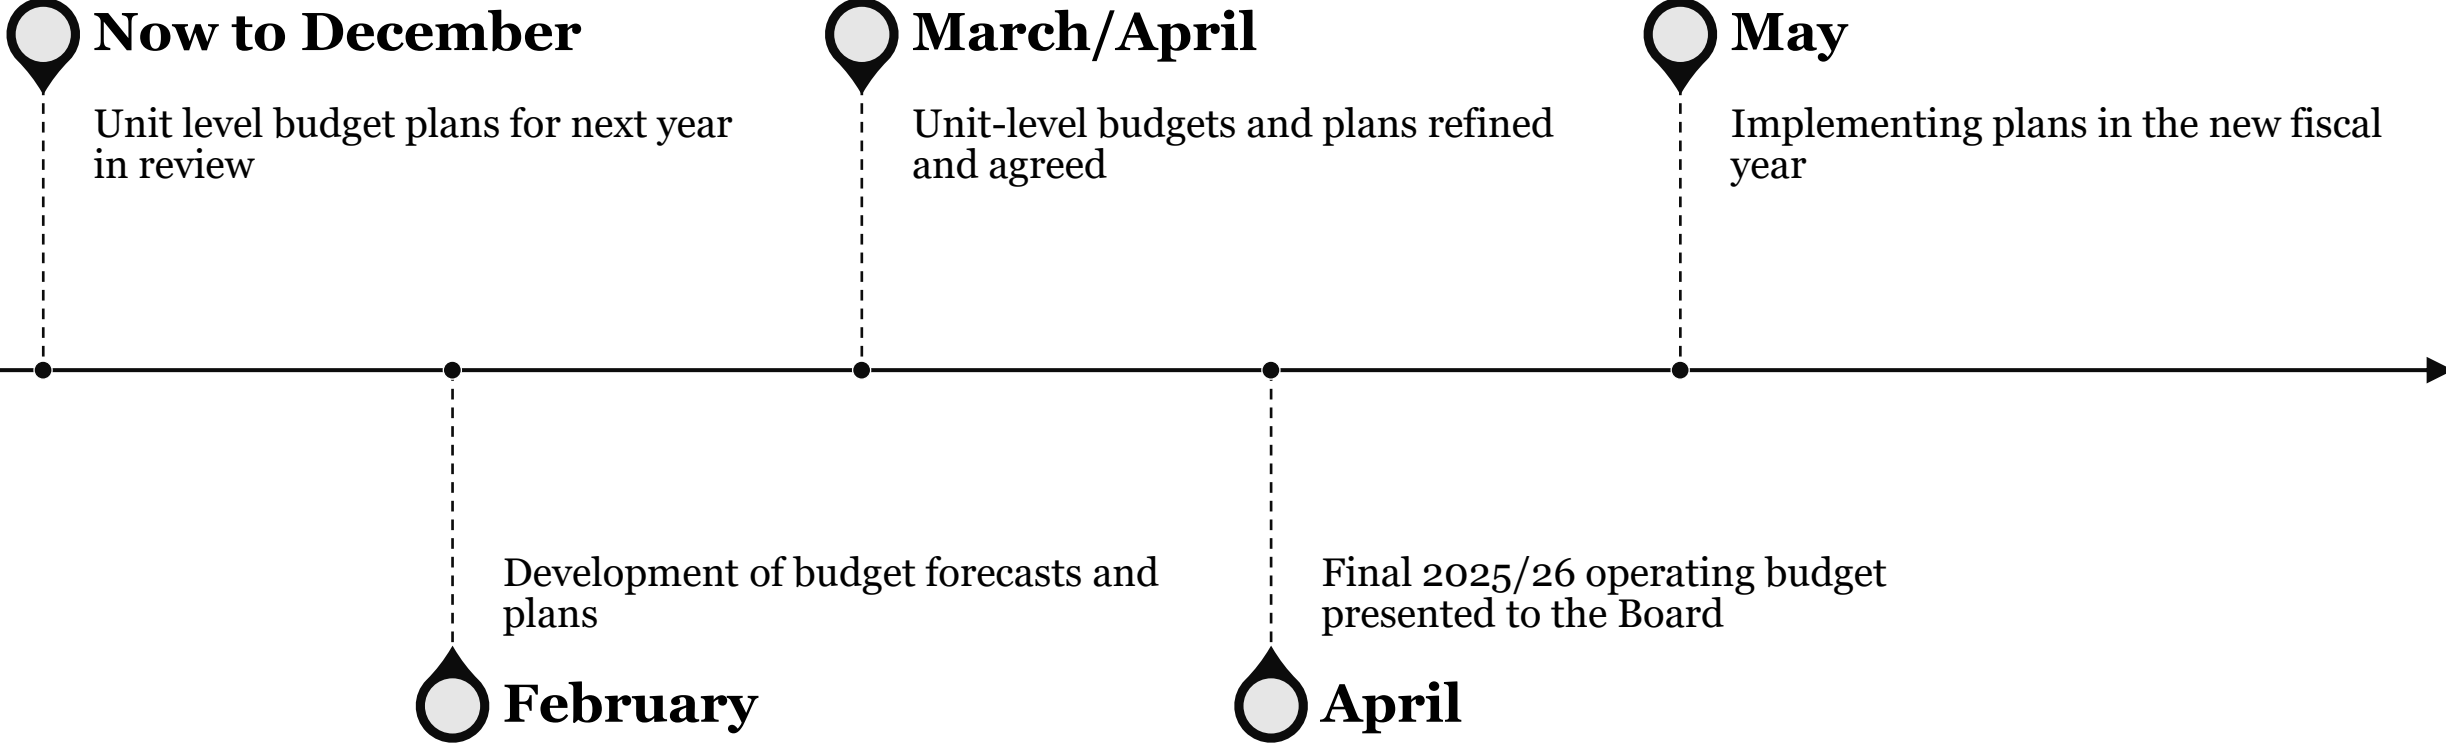 Now to December
Unit level budget plans for next year
in review
Development of budget forecasts and
plans
February
March/April
Unit-level budgets and plans refined
and agreed
Final 2025/26 operating budget
presented to the Board
April
May
Implementing plans in the new fiscal
year